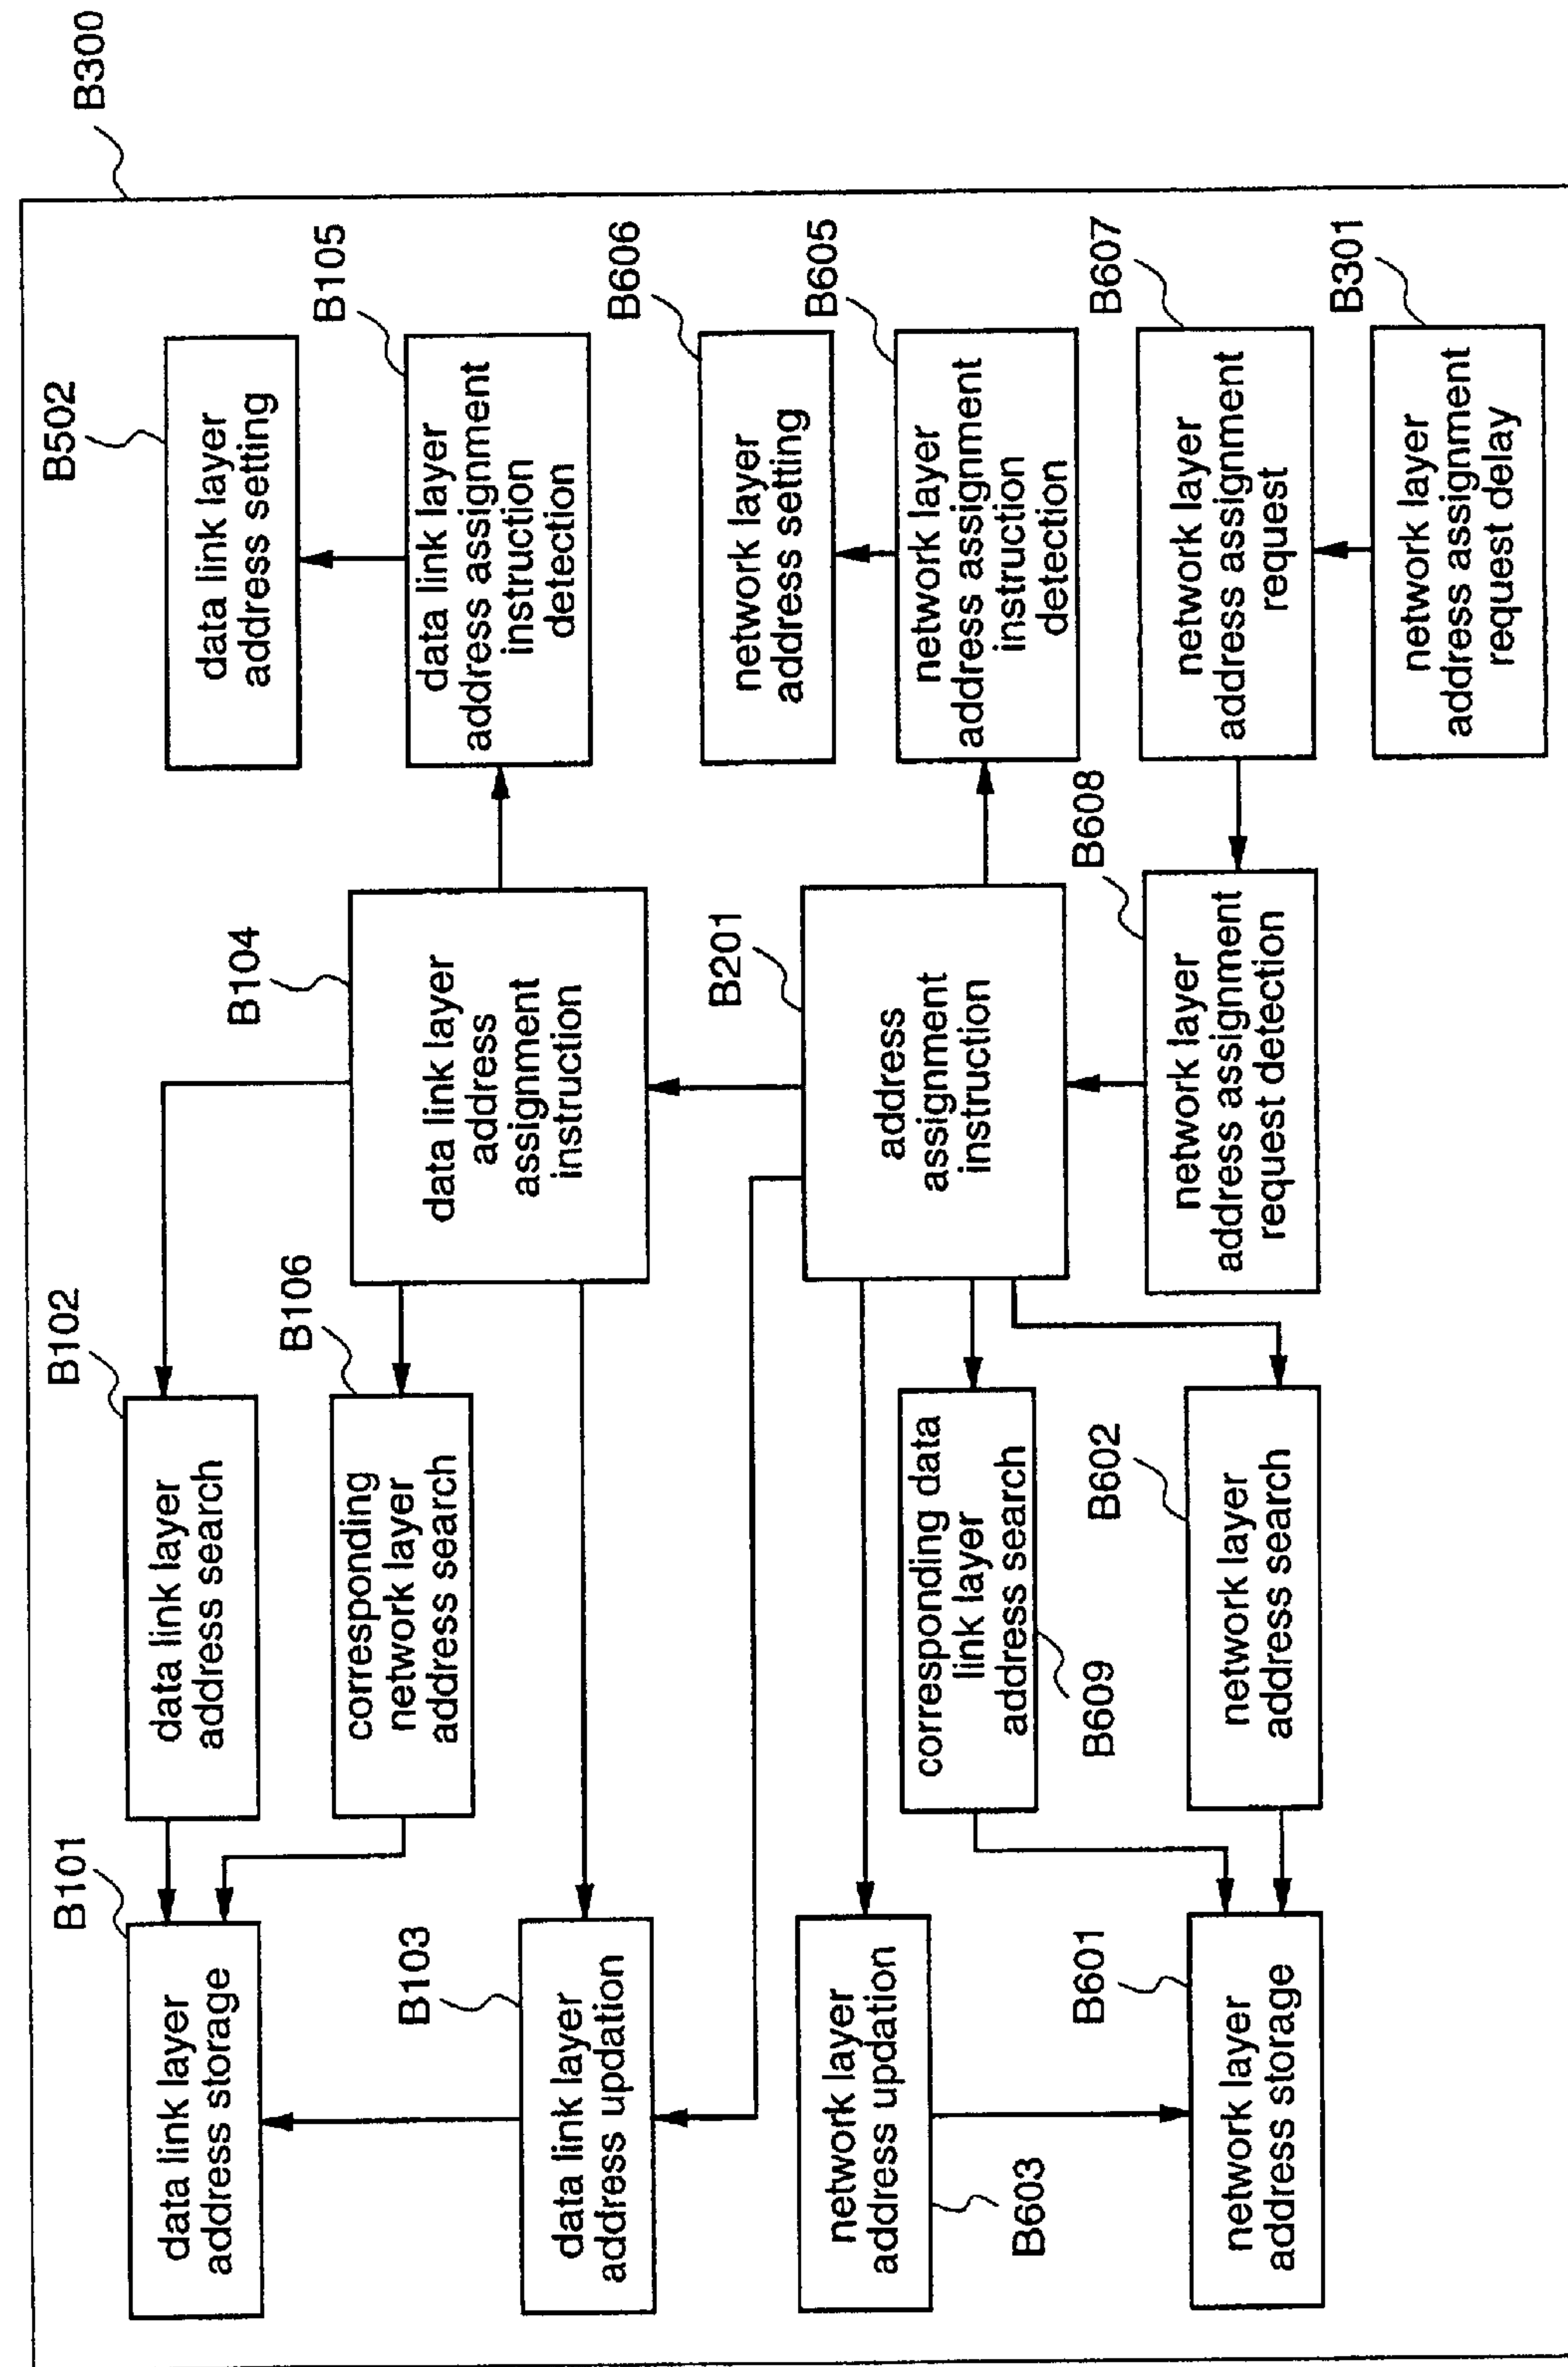 B300
B101
data link layer
address storage
B102
data link layer
address search
B502
data link layer
address setting
B106
corresponding
network layer
address search
B104
data link layer
address
assignment
instruction
B105
data link layer
address assignment
instruction
detection
B103
data link layer
address updation
B606
network layer
address setting
network layer
address updation
B603
corresponding data
link layer
address search
B609
B201
address
assignment
instruction
B605
network layer
address assignment
instruction
detection
B601
network layer
address storage
B602
network layer
address search
B608
network layer
address assignment
request detection
B607
network layer
address assignment
request
B301
network layer
address assignment
request delay